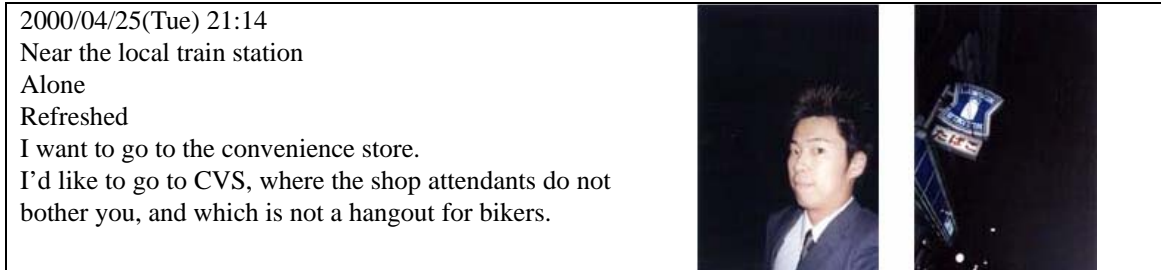 2000/04/25(Tue) 21:14
Near the local train station
Alone
Refreshed
I want to go to the convenience store.
I’d like to go to CVS, where the shop attendants do not
bother you, and which is not a hangout for bikers.
たばこ